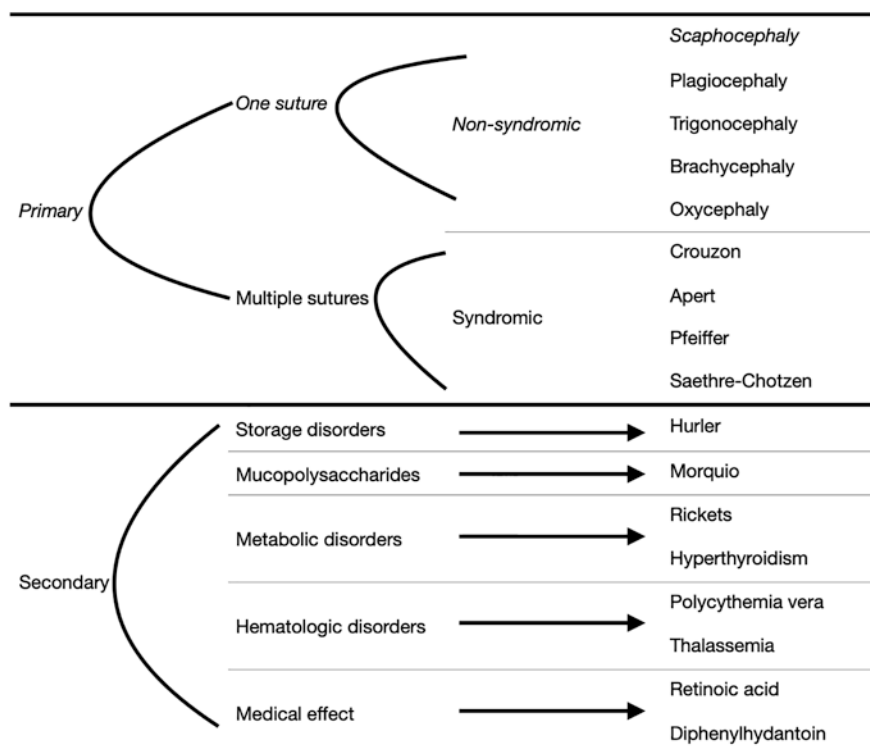 Scaphocephaly
One suture
Plagiocephaly
Non-syndromic
Trigonocephaly
Brachycephaly
Primary
Oxycephaly
Crouzon
Multiple sutures
Apert
Syndromic
Pfeiffer
Saethre-Chotzen
Storage disorders
Hurler
Mucopolysaccharides
Morquio
Rickets
Metabolic disorders
Hyperthyroidism
Secondary
Polycythemia vera
Hematologic disorders
Thalassemia
Retinoic acid
Medical effect
Diphenylhydantoin